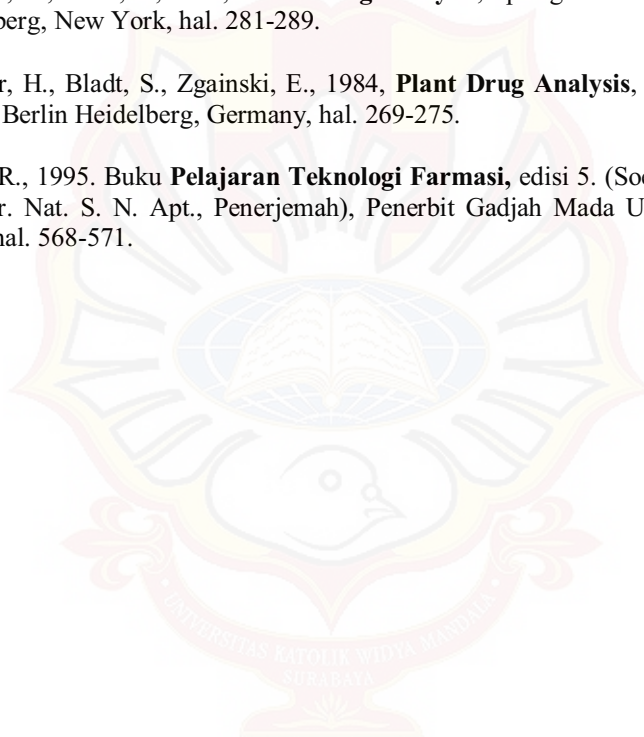 berg, New York, hal. 281-289.
r, H., Bladt, S., Zgainski, E., 1984, Plant Drug Analysis,
Berlin Heidelberg, Germany, hal. 269-275.
R., 1995. Buku Pelajaran Teknologi Farmasi, edisi 5. (Soe
r. Nat. S. N. Apt., Penerjemah), Penerbit Gadjah Mada U
hal. 568-571.
UNIVERSITAS KATOLIK WIDYA MANDALA
SURABAYA